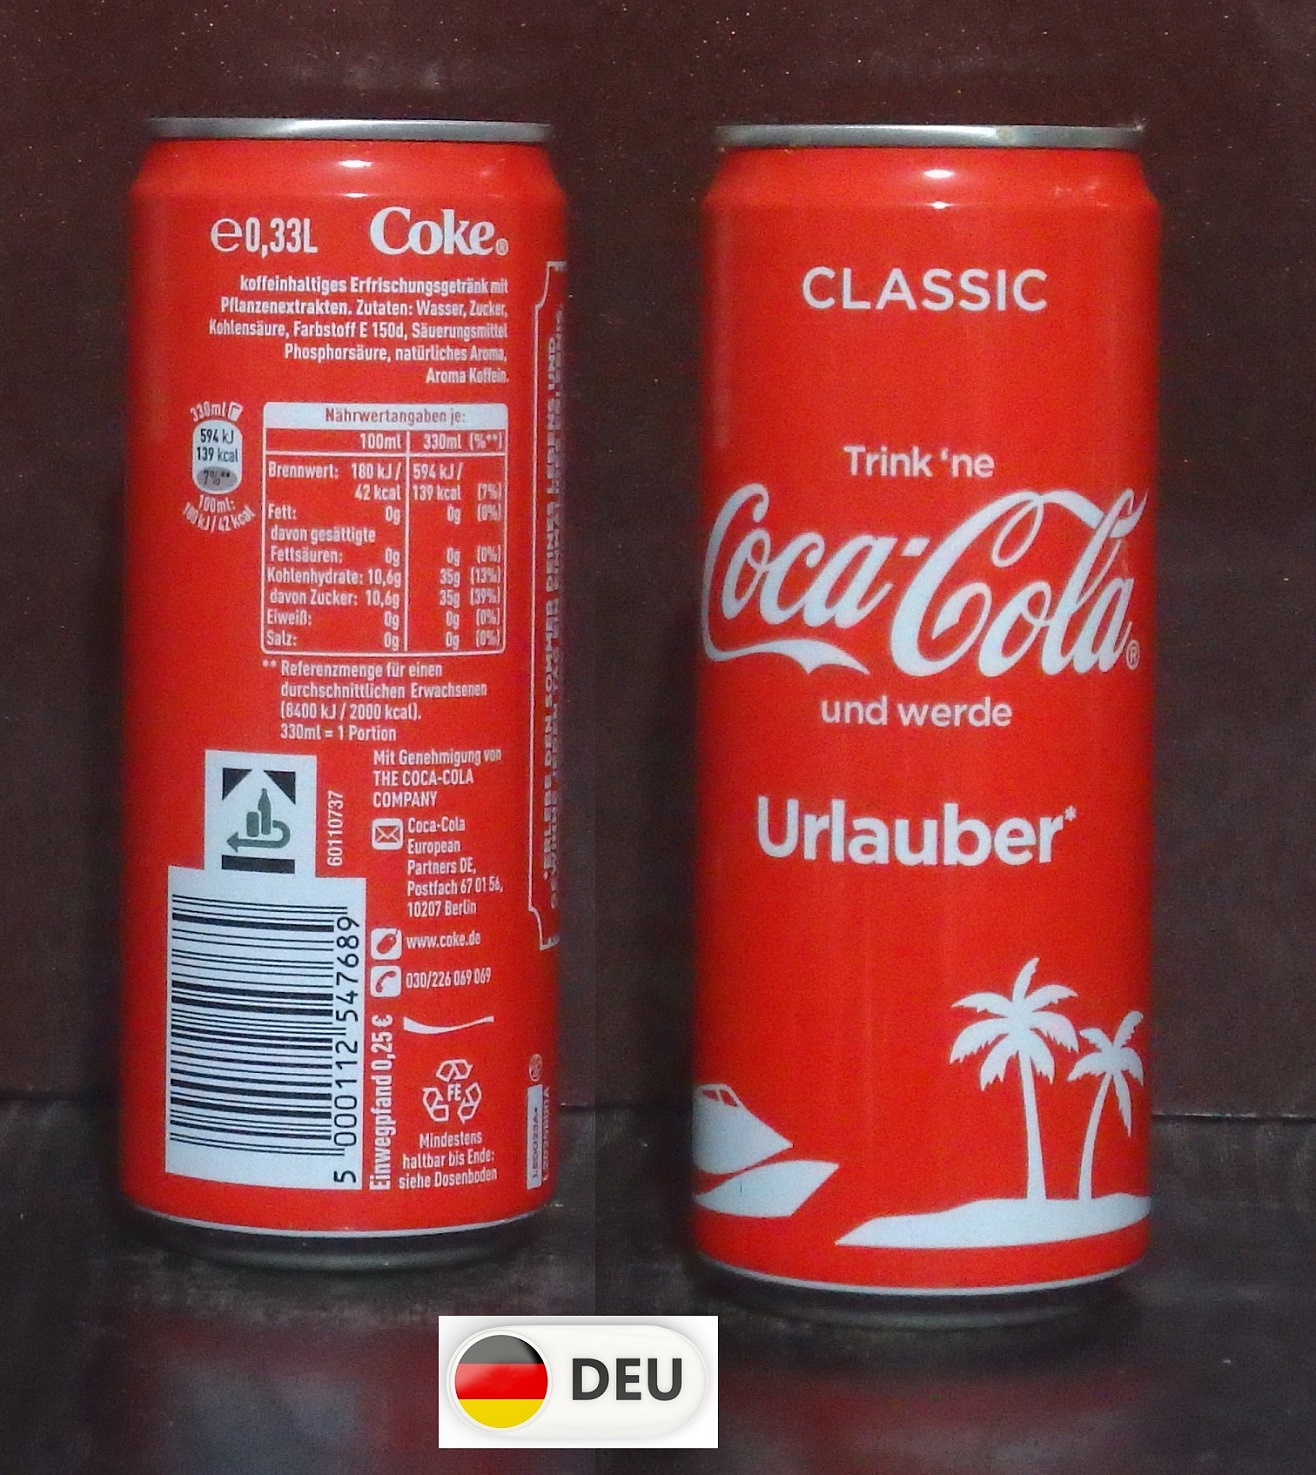 e0,33L Coke®
koffeinhaltiges Erfrischungsgetränk mit
Pflanzenextrakten. Zutaten: Wasser, Zucker,
Kohlensäure, Farbstoff E 150d, Säuerungsmittel
Phosphorsäure, natürliches Aroma,
Aroma Koffein.
330ml
594 kJ
139 kcal
7%**
100ml:
180 kJ / 42 kcal
Nährwertangaben je:
100ml 330ml (%**)
Brennwert: 180 kJ / 594 kJ /
42 kcal 139 kcal (7%)
Fett: 0g 0g (0%)
davon gesättigte
Fettsäuren: 0g 0g (0%)
Kohlenhydrate: 10,6g 35g (13%)
davon Zucker: 10,6g 35g (39%)
Eiweiß: 0g 0g (0%)
Salz: 0g 0g (0%)
** Referenzmenge für einen
durchschnittlichen Erwachsenen
(8400 kJ / 2000 kcal).
330ml = 1 Portion
Mit Genehmigung von
THE COCA-COLA
COMPANY
60110737
Coca-Cola
European
Partners DE,
Postfach 67 01 56,
10207 Berlin
www.coke.de
030/226 069 069
5 000112 547689
Einwegpfand 0,25 €
FE
Mindestens
haltbar bis Ende:
siehe Dosenboden
CLASSIC
Trink ‘ne
Coca-Cola®
und werde
Urlauber*
DEU